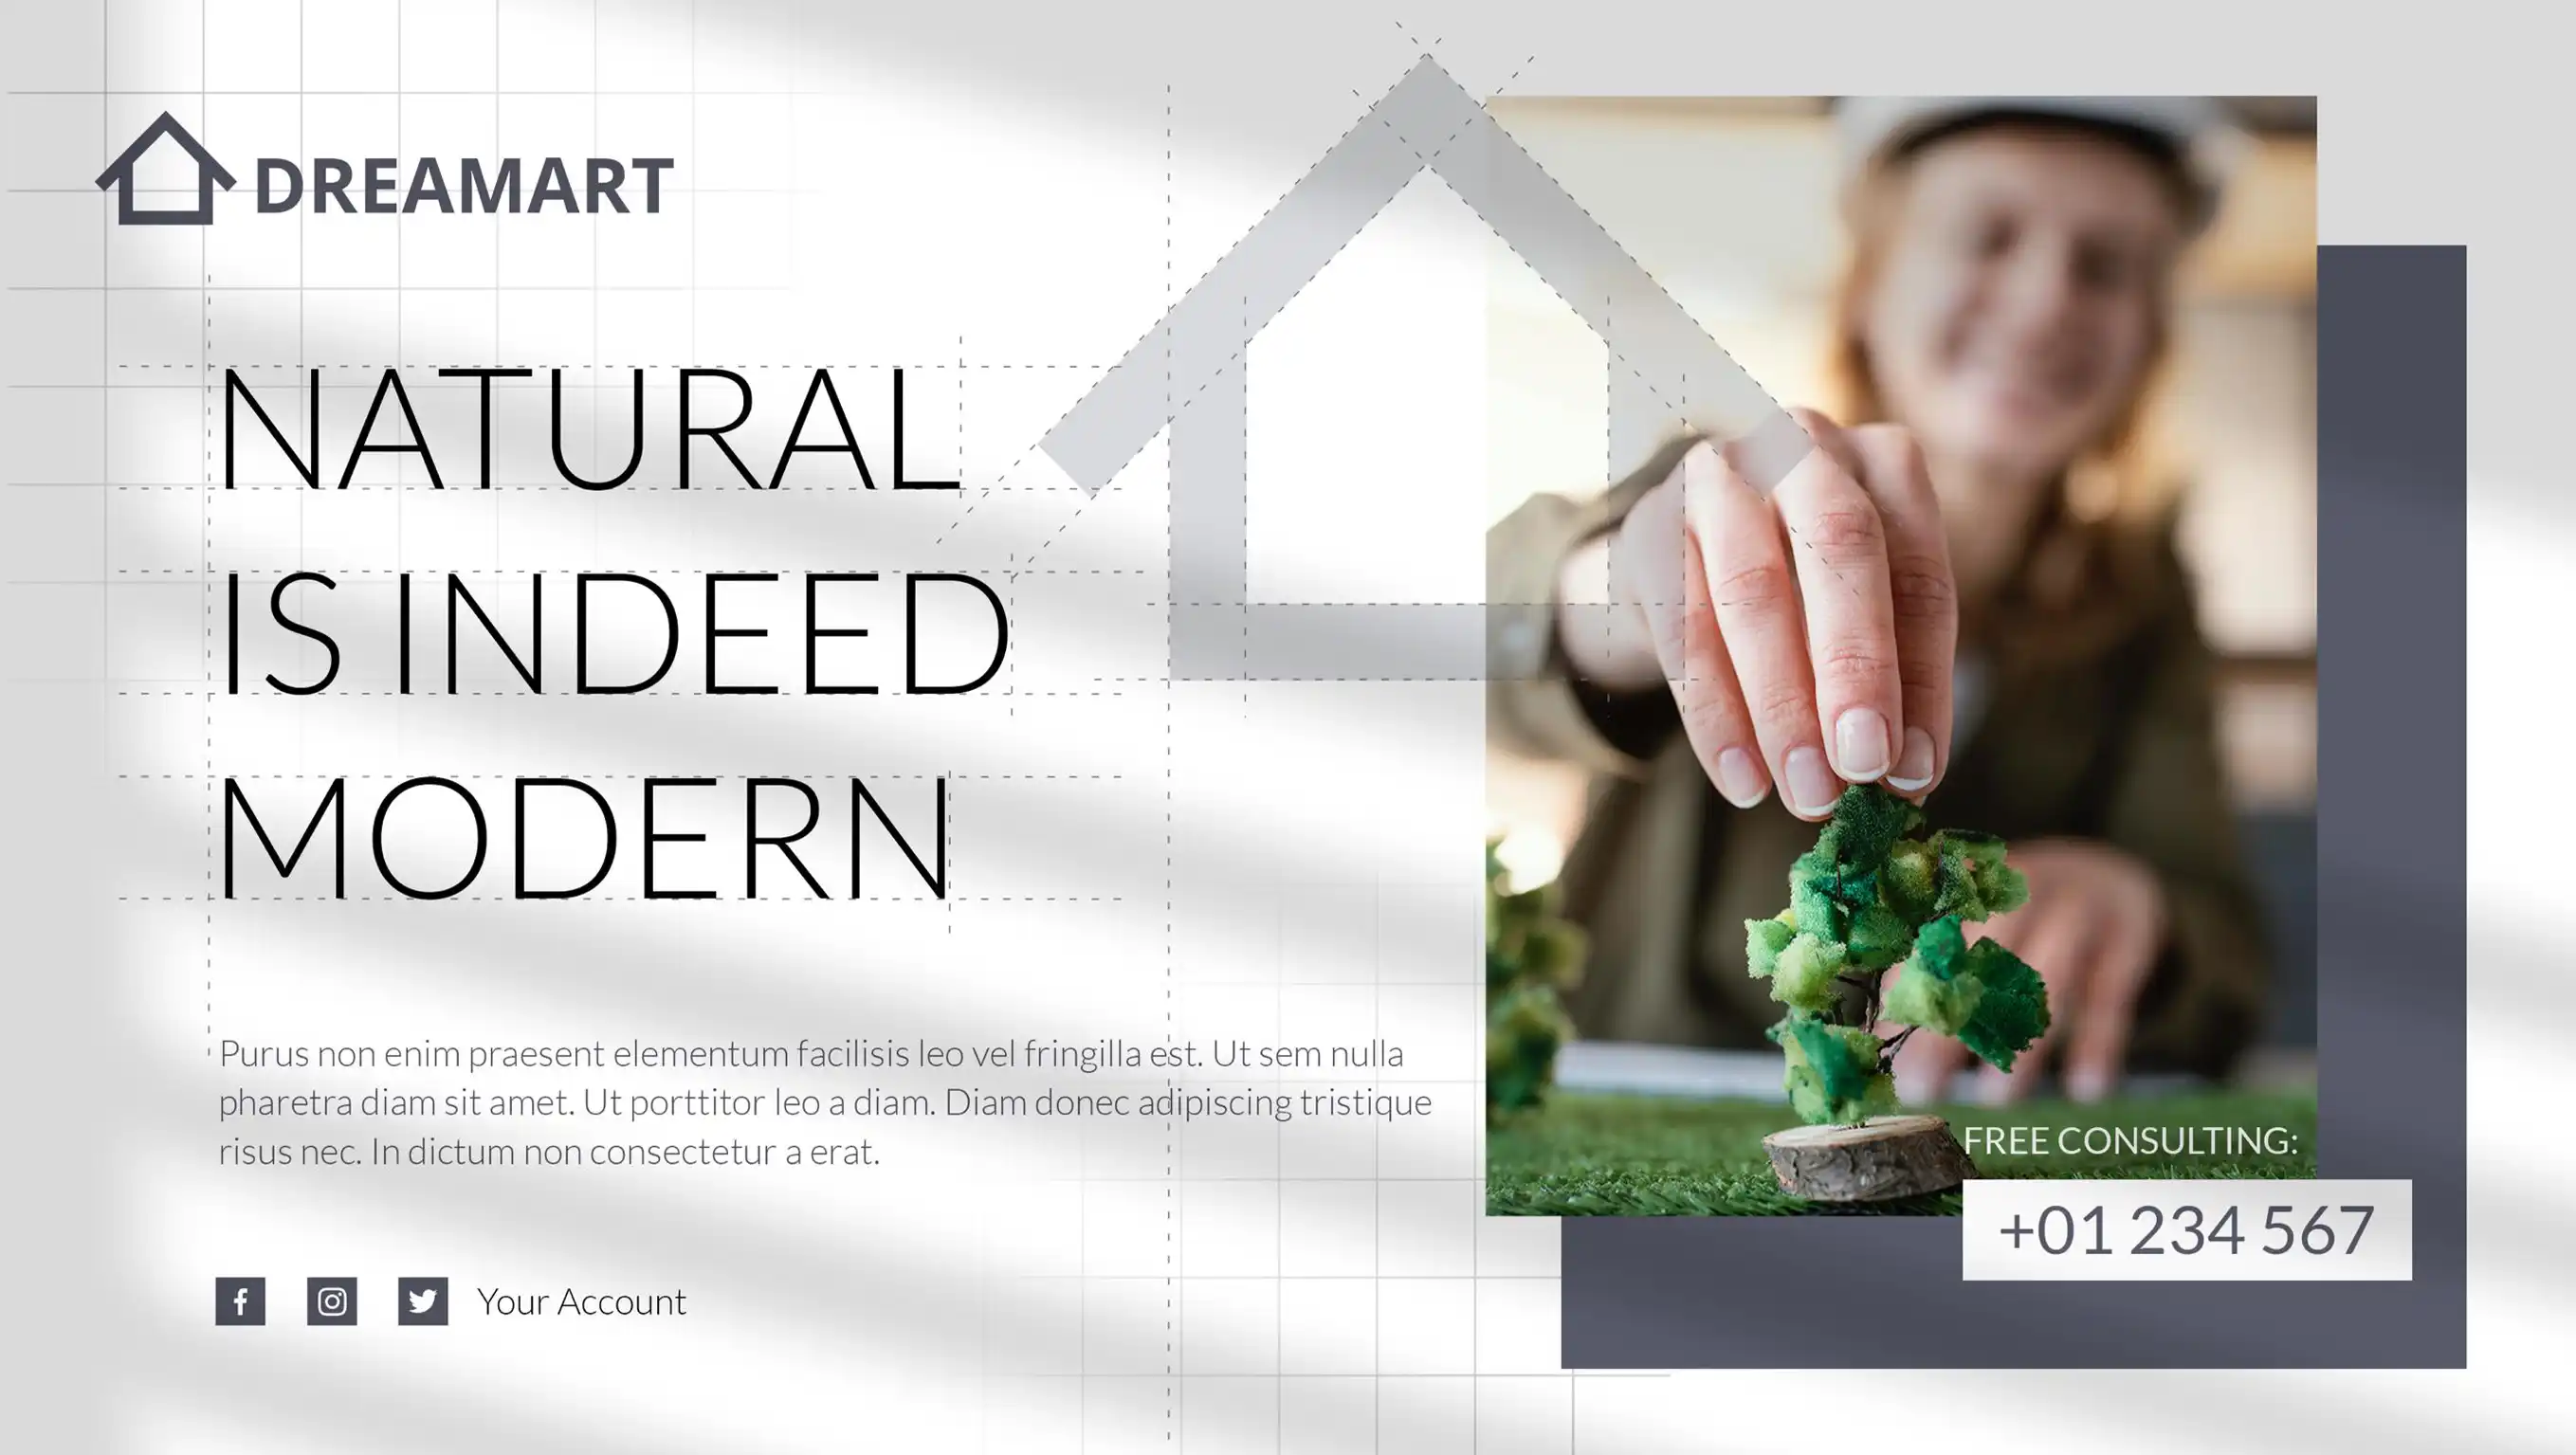 DREAMART
NATURAL
IS INDEED
MODERN
Purus non enim praesent elementum facilisis leo vel fringilla est. Ut sem nulla
pharetra diam sit amet. Ut porttitor leo a diam. Diam donec adipiscing tristique
risus nec. In dictum non consectetur a erat.
Your Account
FREE CONSULTING:
+01 234 567